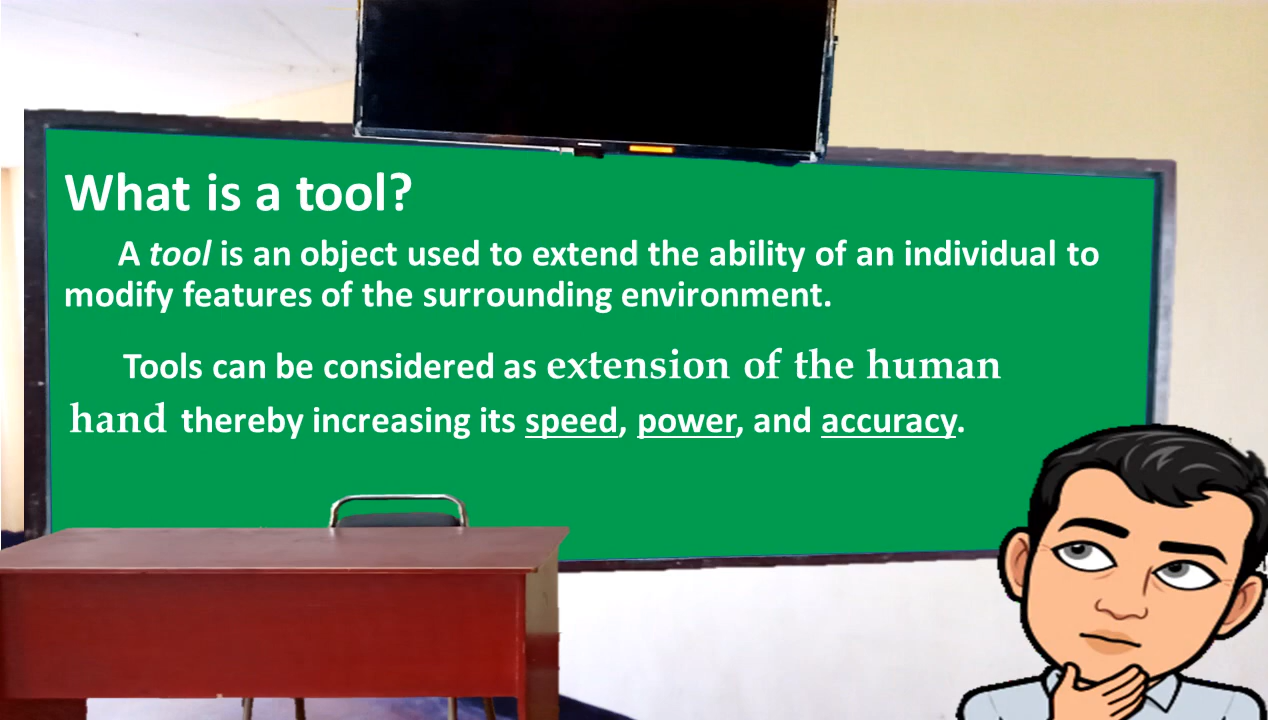 What is a tool?
A tool is an object used to extend the ability of an individual to
modify features of the surrounding environment.
Tools can be considered as extension of the human
hand thereby increasing its speed, power, and accuracy.